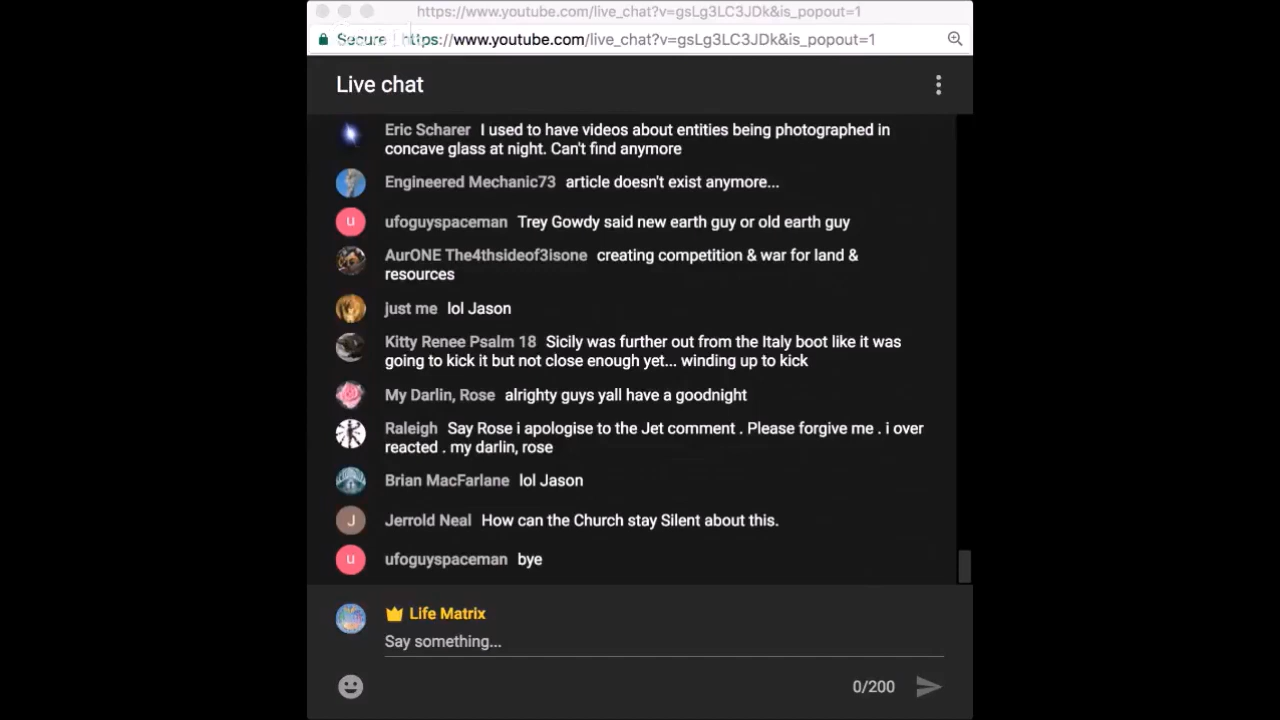 https://www.youtube.com/live_chat?v=gsLg3LC3JDk&is_popout=1
Secure https://www.youtube.com/live_chat?v=gsLg3LC3JDk&is_popout=1
Live chat
Eric Scharer I used to have videos about entities being photographed in
concave glass at night. Can't find anymore
Engineered Mechanic73 article doesn't exist anymore...
u ufoguyspaceman Trey Gowdy said new earth guy or old earth guy
AurONE The4thsideof3isone creating competition & war for land &
resources
just me lol Jason
Kitty Renee Psalm 18 Sicily was further out from the Italy boot like it was
going to kick it but not close enough yet... winding up to kick
My Darlin, Rose alrighty guys yall have a goodnight
Raleigh Say Rose i apologise to the Jet comment . Please forgive me . i over
reacted . my darlin, rose
Brian MacFarlane lol Jason
J Jerrold Neal How can the Church stay Silent about this.
u ufoguyspaceman bye
Life Matrix
Say something...
0/200